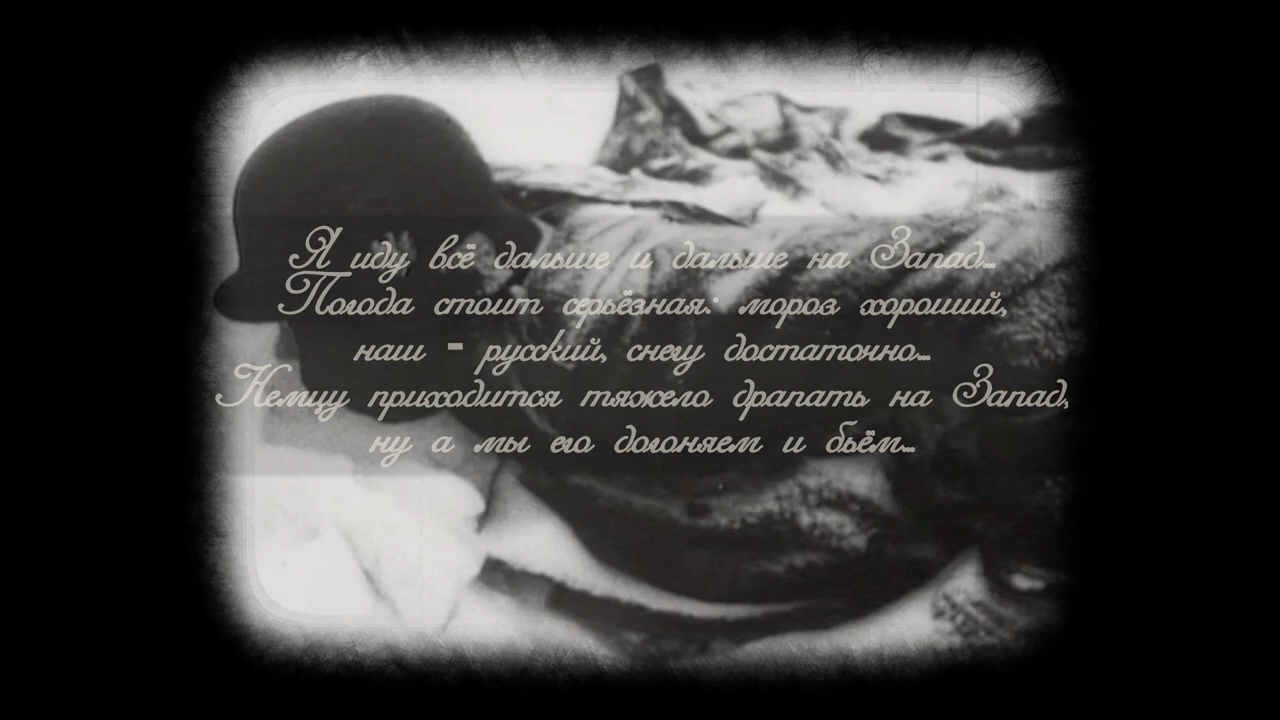 Я иду всё дальше и дальше на Запад...
Погода стоит серьёзная: мороз хороший,
наш - русский, снегу достаточно...
Немцу приходится тяжело драпать на Запад,
ну а мы его догоняем и бьём...